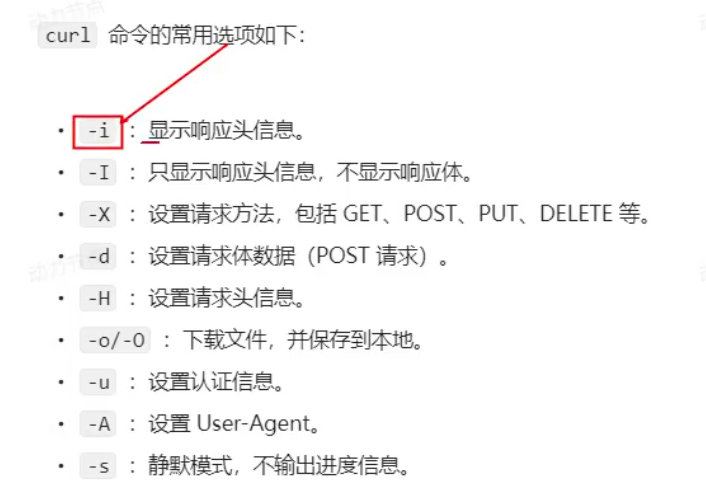 curl 命令的常用选项如下：
• -i ：显示响应头信息。
• -I ：只显示响应头信息，不显示响应体。
• -X ：设置请求方法，包括 GET、POST、PUT、DELETE 等。
• -d ：设置请求体数据（POST 请求）。
• -H ：设置请求头信息。
• -o/-O ：下载文件，并保存到本地。
• -u ：设置认证信息。
• -A ：设置 User-Agent。
• -s ：静默模式，不输出进度信息。